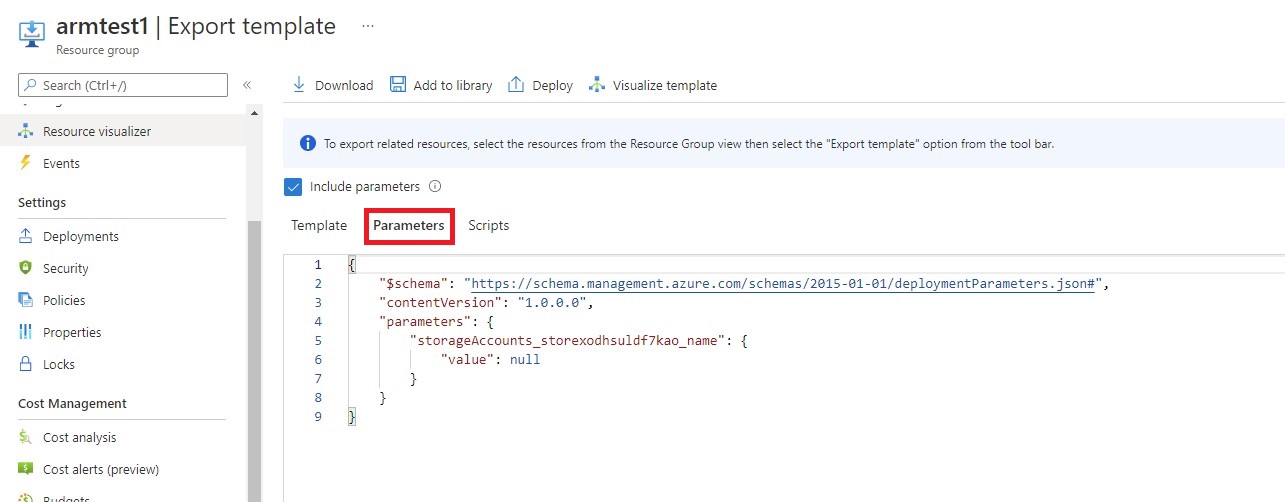 armtest1 | Export template ...
Resource group
Search (Ctrl+/)
«
Download
Add to library
Deploy
Visualize template
Resource visualizer
Events
Settings
Deployments
Security
Policies
Properties
Locks
Cost Management
Cost analysis
Cost alerts (preview)
Budgets
To export related resources, select the resources from the Resource Group view then select the "Export template" option from the tool bar.
Include parameters
Template
Parameters
Scripts
1 {
2 "$schema": "https://schema.management.azure.com/schemas/2015-01-01/deploymentParameters.json#",
3 "contentVersion": "1.0.0.0",
4 "parameters": {
5 "storageAccounts_storexodhsuldf7kao_name": {
6 "value": null
7 }
8 }
9 }